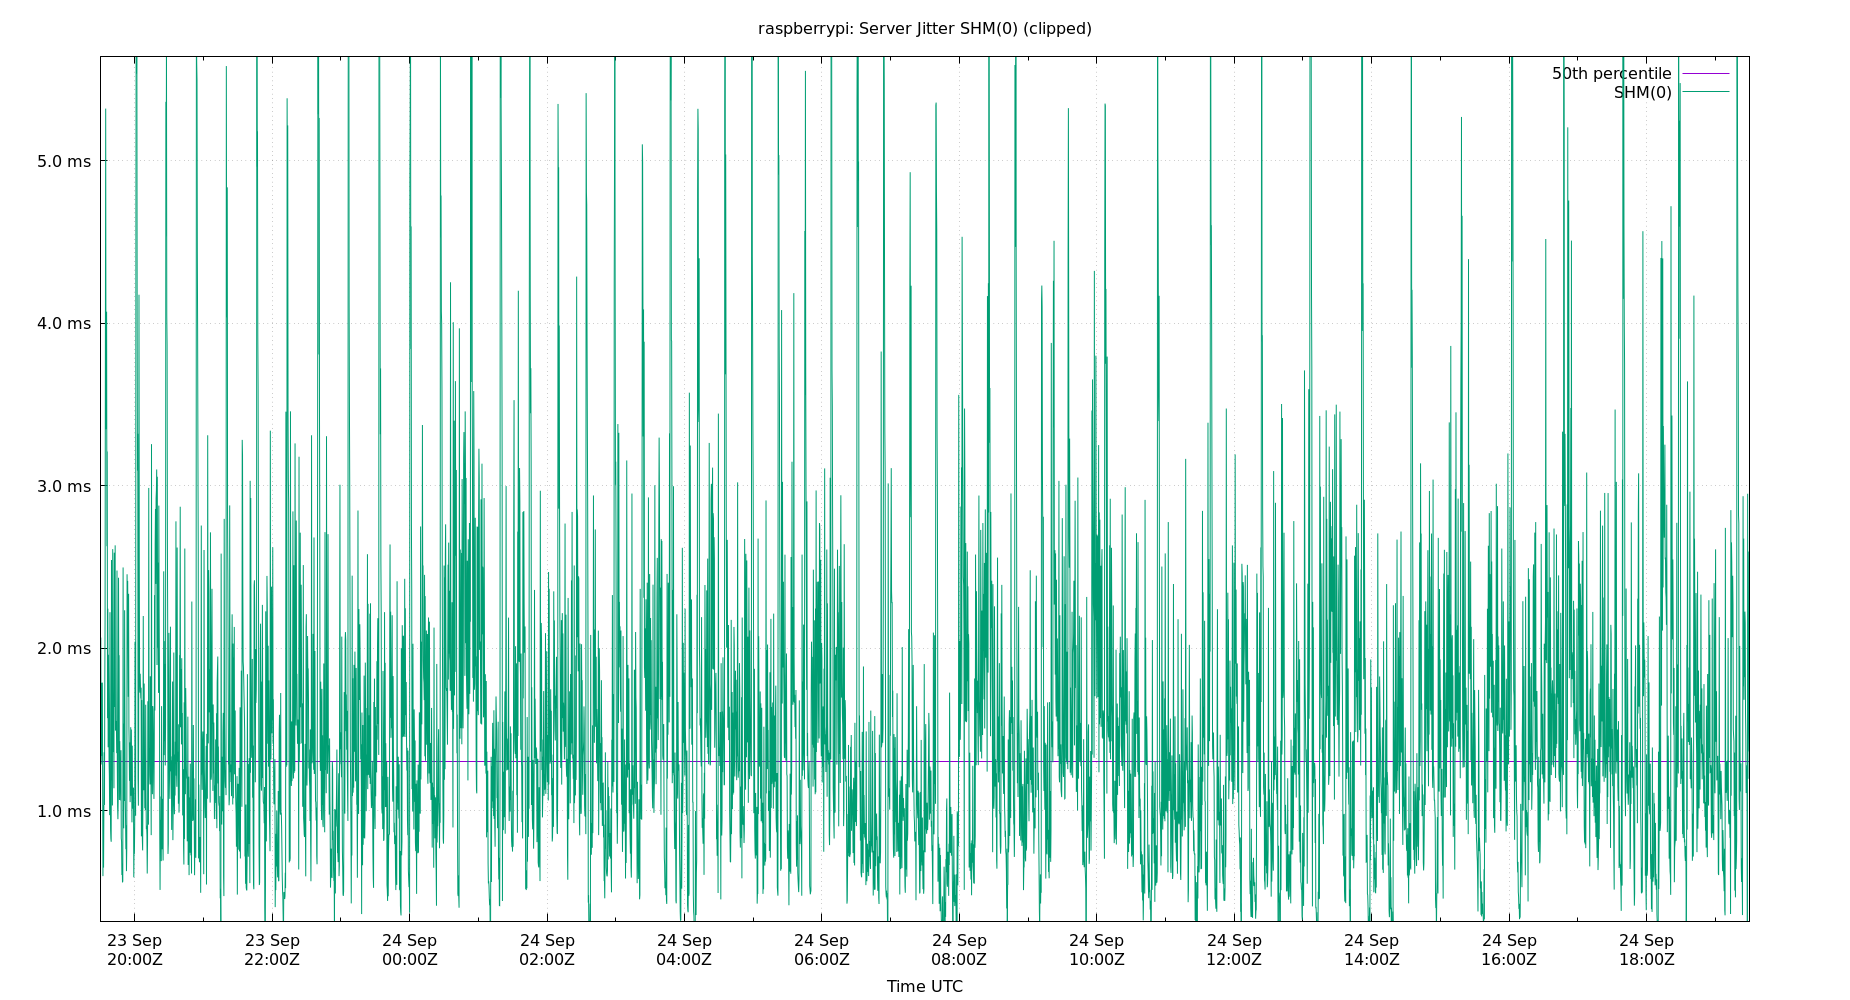 raspberrypi: Server Jitter SHM(0) (clipped)
50th percentile
SHM(0)
5.0 ms
4.0 ms
3.0 ms
2.0 ms
1.0 ms
23 Sep 23 Sep 24 Sep 24 Sep 24 Sep 24 Sep 24 Sep 24 Sep 24 Sep 24 Sep 24 Sep 24 Sep
20:00Z 22:00Z 00:00Z 02:00Z 04:00Z 06:00Z 08:00Z 10:00Z 12:00Z 14:00Z 16:00Z 18:00Z
Time UTC